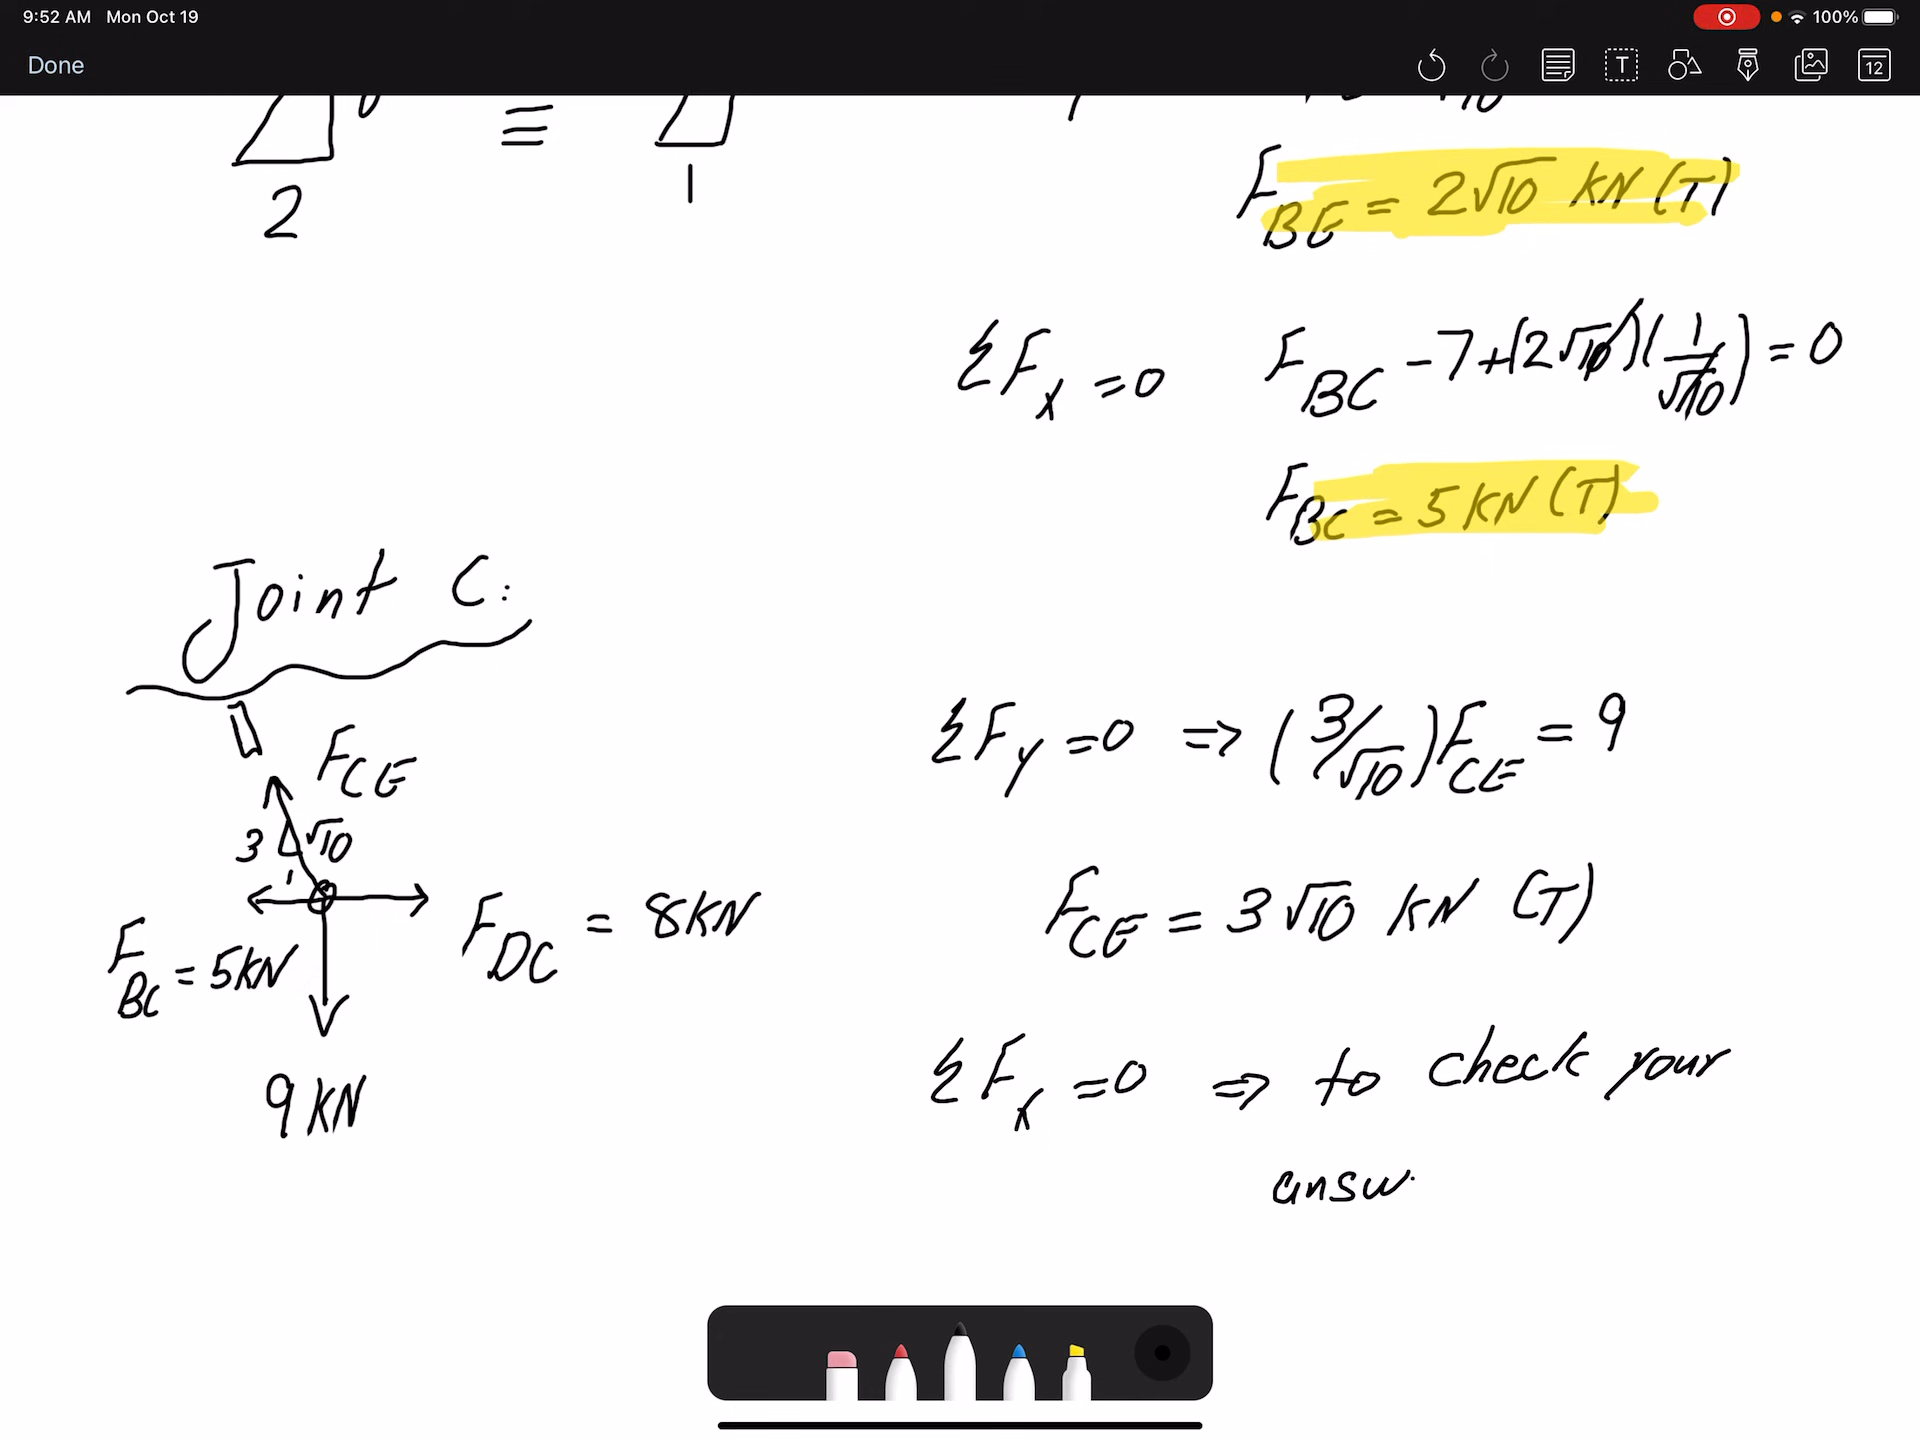 9:52 AM Mon Oct 19
100%
Done
T
12
2 ≡ 1
F_BE = 2√10 KN (T)
ΣF_x = 0 F_BC - 7 + (2√10)(1/√10) = 0
F_BC = 5 KN (T)
Joint C:
F_CE
3 √10
1
F_BC = 5KN
F_DC = 8KN
9 KN
ΣF_y = 0 ⇒ (3/√10)F_CE = 9
F_CE = 3√10 KN (T)
ΣF_x = 0 ⇒ to check your
answ